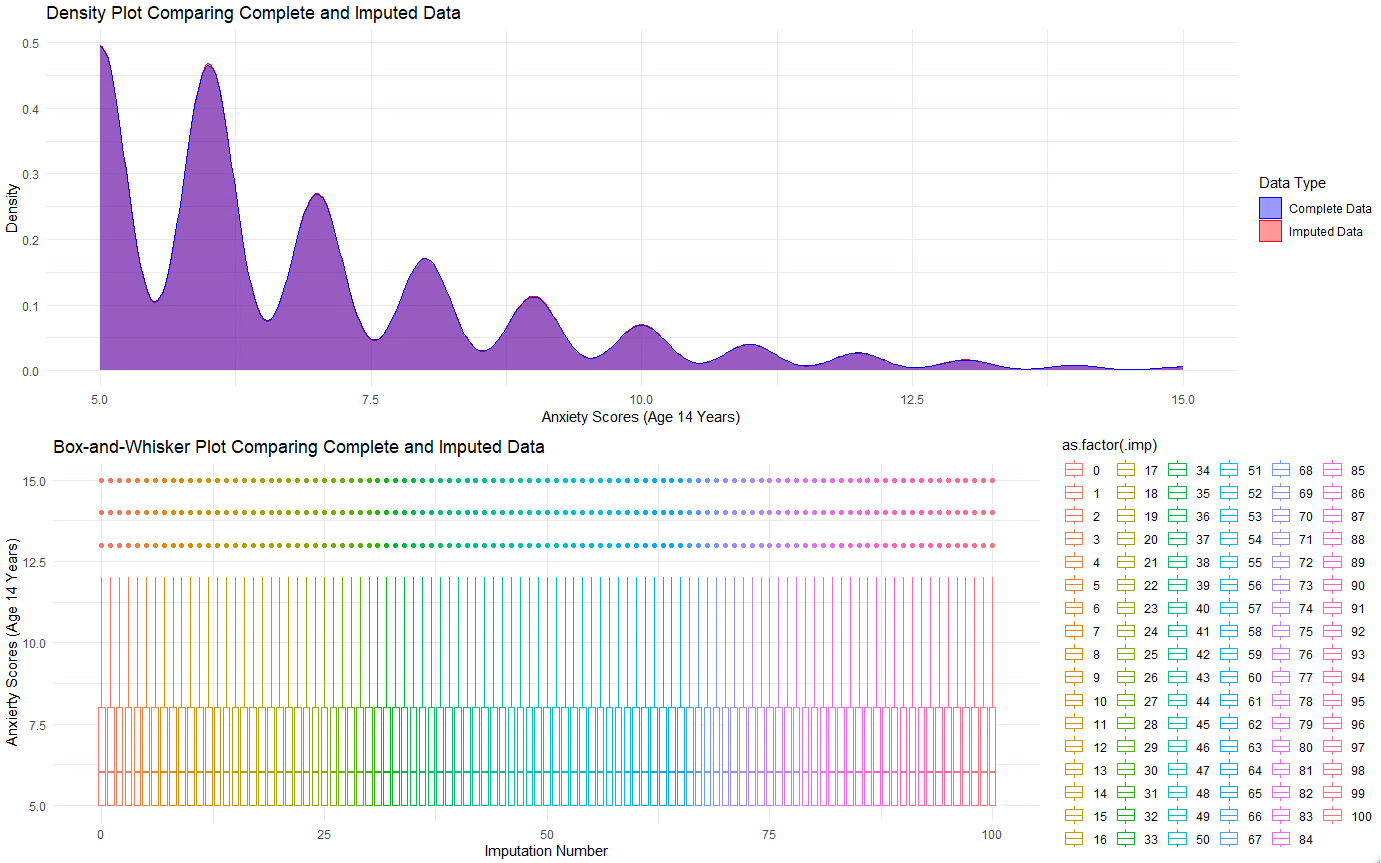 Density Plot Comparing Complete and Imputed Data
0.5
0.4
0.3
0.2
0.1
0.0
Density
5.0 7.5 10.0 12.5 15.0
Anxiety Scores (Age 14 Years)
Data Type
Complete Data
Imputed Data
Box-and-Whisker Plot Comparing Complete and Imputed Data
15.0
12.5
10.0
7.5
5.0
Anxierty Scores (Age 14 Years)
0 25 50 75 100
Imputation Number
as.factor(.imp)
0 17 34 51 68 85
1 18 35 52 69 86
2 19 36 53 70 87
3 20 37 54 71 88
4 21 38 55 72 89
5 22 39 56 73 90
6 23 40 57 74 91
7 24 41 58 75 92
8 25 42 59 76 93
9 26 43 60 77 94
10 27 44 61 78 95
11 28 45 62 79 96
12 29 46 63 80 97
13 30 47 64 81 98
14 31 48 65 82 99
15 32 49 66 83 100
16 33 50 67 84